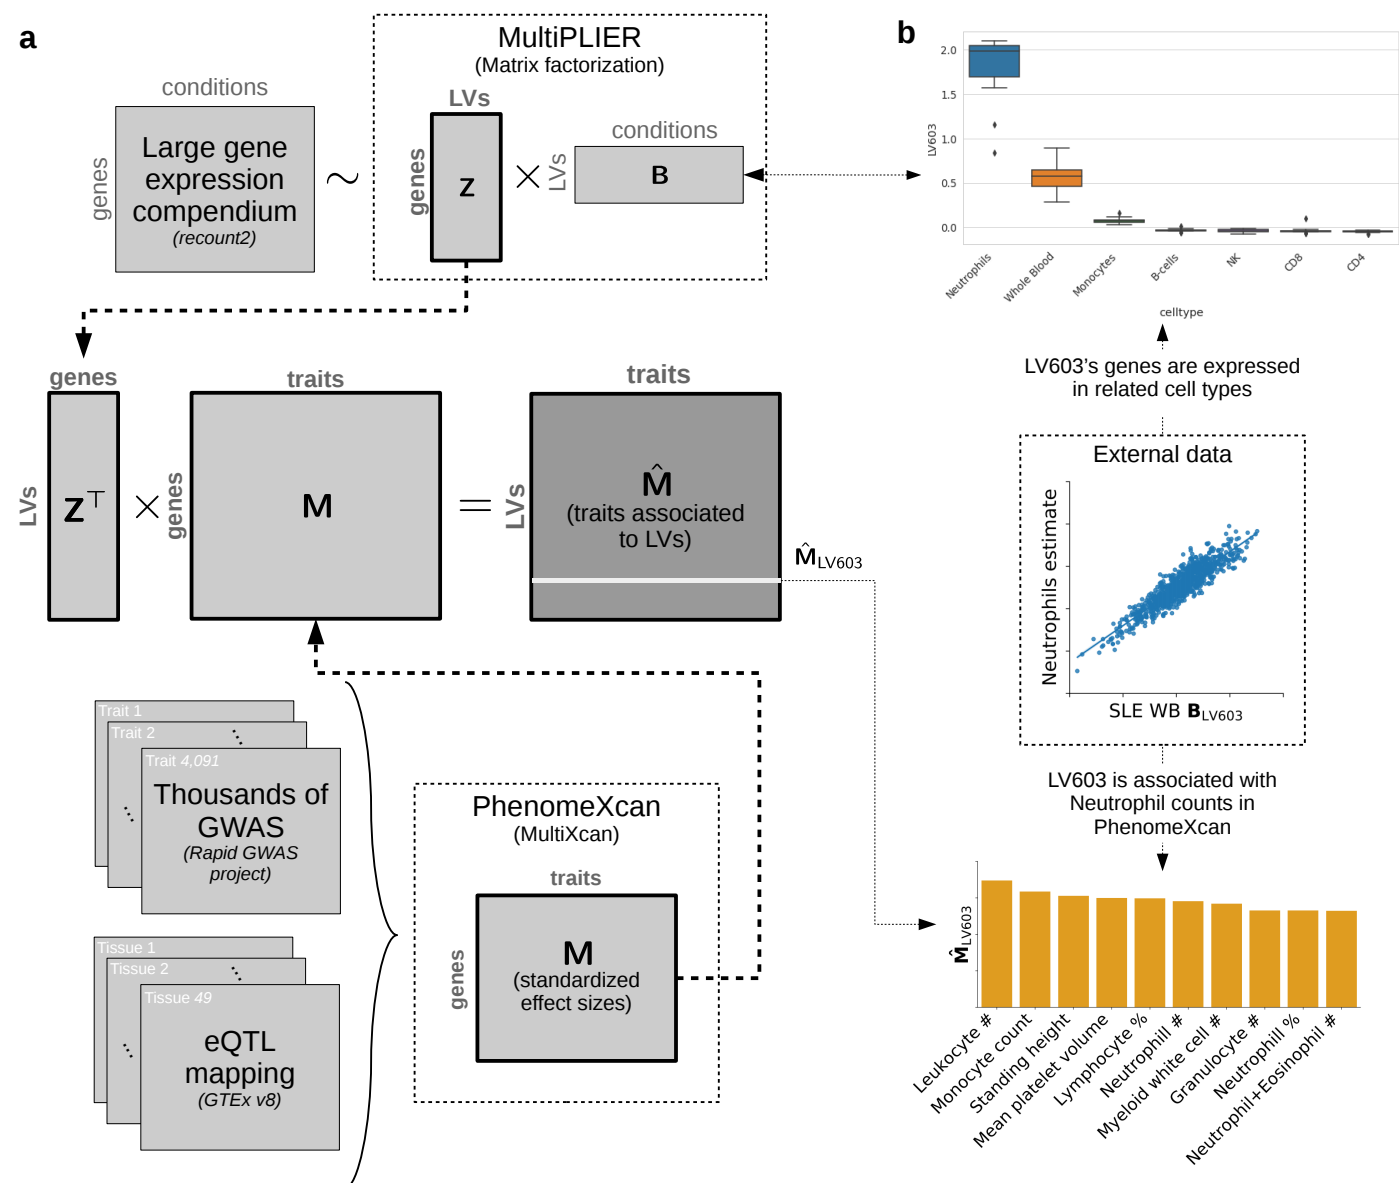 a
MultiPLIER
(Matrix factorization)
conditions
genes
Large gene
expression
compendium
(recount2)
~
LVs
genes
Z
×
conditions
LVs
B
genes
LVs
Z⊤
×
traits
genes
M
=
traits
LVs
M̂
(traits associated
to LVs)
M̂LV603
Trait 1
Trait 2
Trait 4,091
Thousands of
GWAS
(Rapid GWAS
project)
Tissue 1
Tissue 2
Tissue 49
eQTL
mapping
(GTEx v8)
PhenomeXcan
(MultiXcan)
traits
genes
M
(standardized
effect sizes)
b
LV603
2.0
1.5
1.0
0.5
0.0
Neutrophils
Whole Blood
Monocytes
B-cells
NK
CD8
CD4
celltype
LV603's genes are expressed
in related cell types
External data
Neutrophils estimate
SLE WB BLV603
LV603 is associated with
Neutrophil counts in
PhenomeXcan
M̂LV603
Leukocyte #
Monocyte count
Standing height
Mean platelet volume
Lymphocyte %
Neutrophill #
Myeloid white cell #
Granulocyte #
Neutrophill %
Neutrophil+Eosinophil #